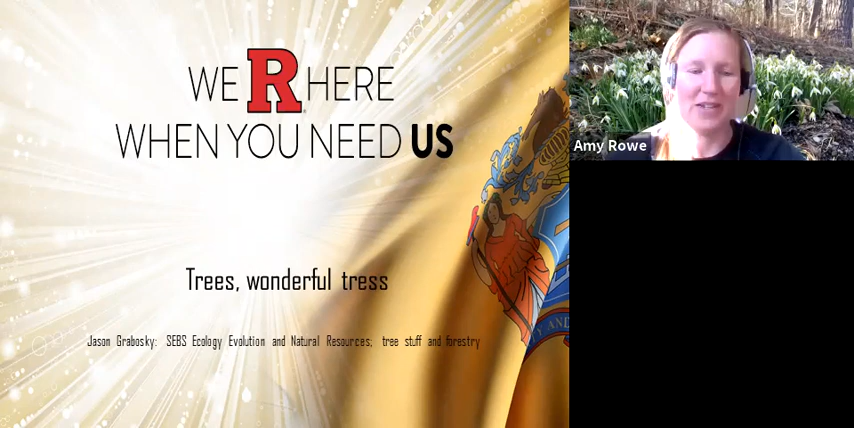 WE R HERE
WHEN YOU NEED US
Trees, wonderful tress
Jason Grabosky: SEBS Ecology Evolution and Natural Resources; tree stuff and forestry
Amy Rowe
Y AND